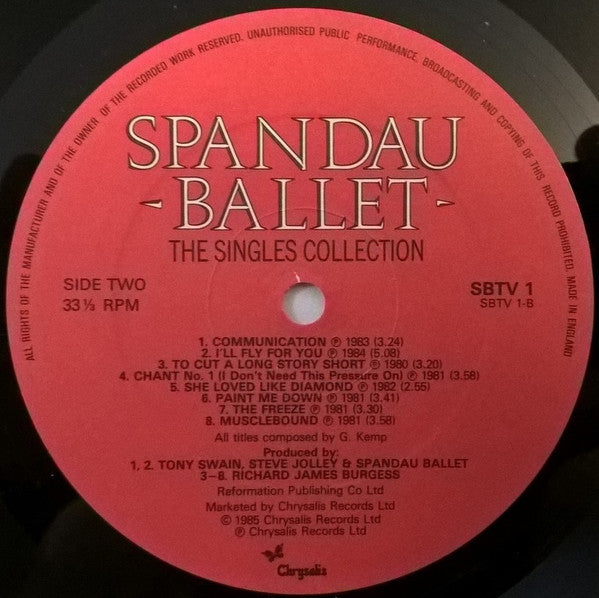 ALL RIGHTS OF THE MANUFACTURER AND OF THE OWNER OF THE RECORDED WORK RESERVED. UNAUTHORISED PUBLIC PERFORMANCE, BROADCASTING AND COPYING OF THIS RECORD PROHIBITED. MADE IN ENGLAND
SPANDAU
-BALLET-
THE SINGLES COLLECTION
SIDE TWO
33⅓ RPM
SBTV 1
SBTV 1-B
1. COMMUNICATION ℗ 1983 (3.24)
2. I'LL FLY FOR YOU ℗ 1984 (5.08)
3. TO CUT A LONG STORY SHORT ℗ 1980 (3.20)
4. CHANT No. 1 (I Don't Need This Pressure On) ℗ 1981 (3.58)
5. SHE LOVED LIKE DIAMOND ℗ 1982 (2.55)
6. PAINT ME DOWN ℗ 1981 (3.41)
7. THE FREEZE ℗ 1981 (3.30)
8. MUSCLEBOUND ℗ 1981 (3.58)
All titles composed by G. Kemp
Produced by:
1, 2. TONY SWAIN, STEVE JOLLEY & SPANDAU BALLET
3–8. RICHARD JAMES BURGESS
Reformation Publishing Co Ltd
Marketed by Chrysalis Records Ltd
© 1985 Chrysalis Records Ltd
℗ Chrysalis Records Ltd
Chrysalis